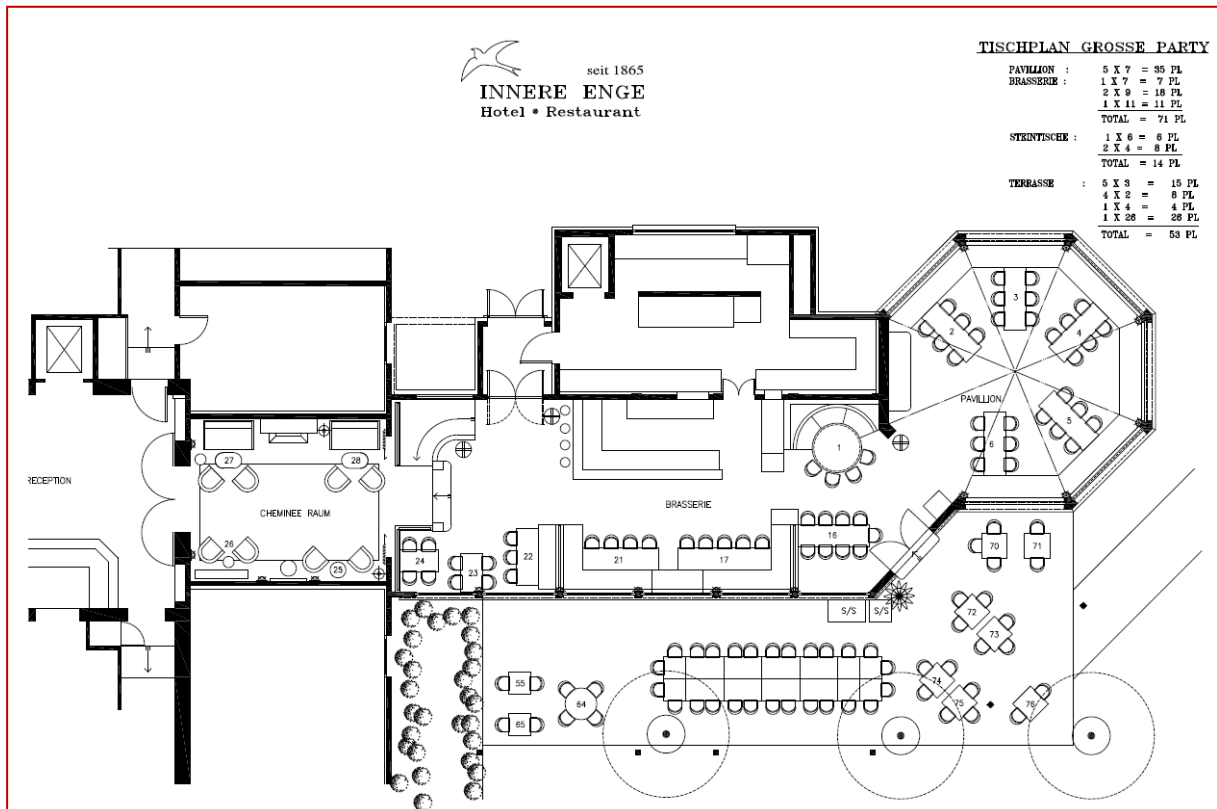 seit 1865
INNERE ENGE
Hotel • Restaurant
TISCHPLAN GROSSE PARTY
PAVILLION : 5 X 7 = 35 PL
BRASSERIE : 1 X 7 = 7 PL
2 X 9 = 18 PL
1 X 11 = 11 PL
TOTAL = 71 PL
STEINTISCHE : 1 X 6 = 6 PL
2 X 4 = 8 PL
TOTAL = 14 PL
TERRASSE : 5 X 3 = 15 PL
4 X 2 = 8 PL
1 X 4 = 4 PL
1 X 26 = 26 PL
TOTAL = 53 PL
3
2
4
PAVILLION
5
6
1
27
28
RECEPTION
CHEMINEE RAUM
BRASSERIE
26
25
24
23
22
21
17
16
70
71
S/S
S/S
72
73
55
64
65
74
75
76